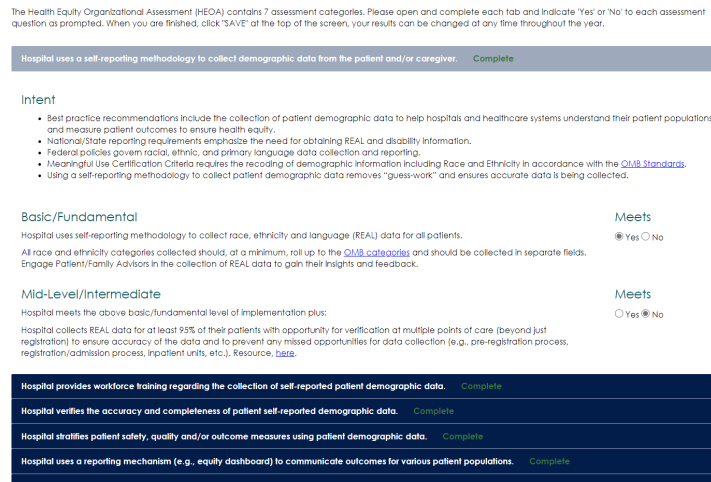 The Health Equity Organizational Assessment (HEOA) contains 7 assessment categories. Please open and complete each tab and indicate 'Yes' or 'No' to each assessment
question as prompted. When you are finished, click "SAVE" at the top of the screen, your results can be changed at any time throughout the year.
Hospital uses a self-reporting methodology to collect demographic data from the patient and/or caregiver. Complete
Intent
• Best practice recommendations include the collection of patient demographic data to help hospitals and healthcare systems understand their patient populations
and measure patient outcomes to ensure health equity.
• National/State reporting requirements emphasize the need for obtaining REAL and disability information.
• Federal policies govern racial, ethnic, and primary language data collection and reporting.
• Meaningful Use Certification Criteria requires the recoding of demographic information including Race and Ethnicity in accordance with the OMB Standards.
• Using a self-reporting methodology to collect patient demographic data removes "guess-work" and ensures accurate data is being collected.
Basic/Fundamental Meets
Hospital uses self-reporting methodology to collect race, ethnicity and language (REAL) data for all patients. Yes No
All race and ethnicity categories collected should, at a minimum, roll up to the OMB categories and should be collected in separate fields.
Engage Patient/Family Advisors in the collection of REAL data to gain their insights and feedback.
Mid-Level/Intermediate Meets
Hospital meets the above basic/fundamental level of implementation plus: Yes No
Hospital collects REAL data for at least 95% of their patients with opportunity for verification at multiple points of care (beyond just
registration) to ensure accuracy of the data and to prevent any missed opportunities for data collection (e.g., pre-registration process,
registration/admission process, inpatient units, etc.). Resource, here.
Hospital provides workforce training regarding the collection of self-reported patient demographic data. Complete
Hospital verifies the accuracy and completeness of patient self-reported demographic data. Complete
Hospital stratifies patient safety, quality and/or outcome measures using patient demographic data. Complete
Hospital uses a reporting mechanism (e.g., equity dashboard) to communicate outcomes for various patient populations. Complete